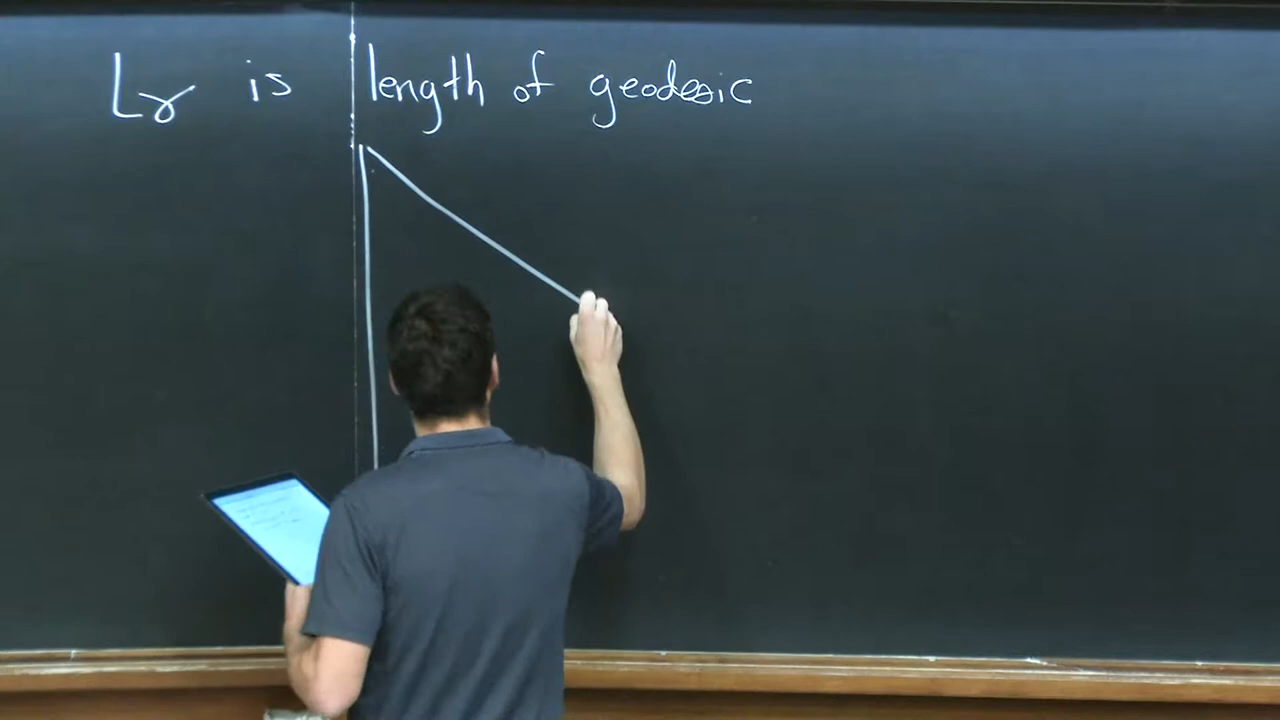 Lγ is length of geodesic